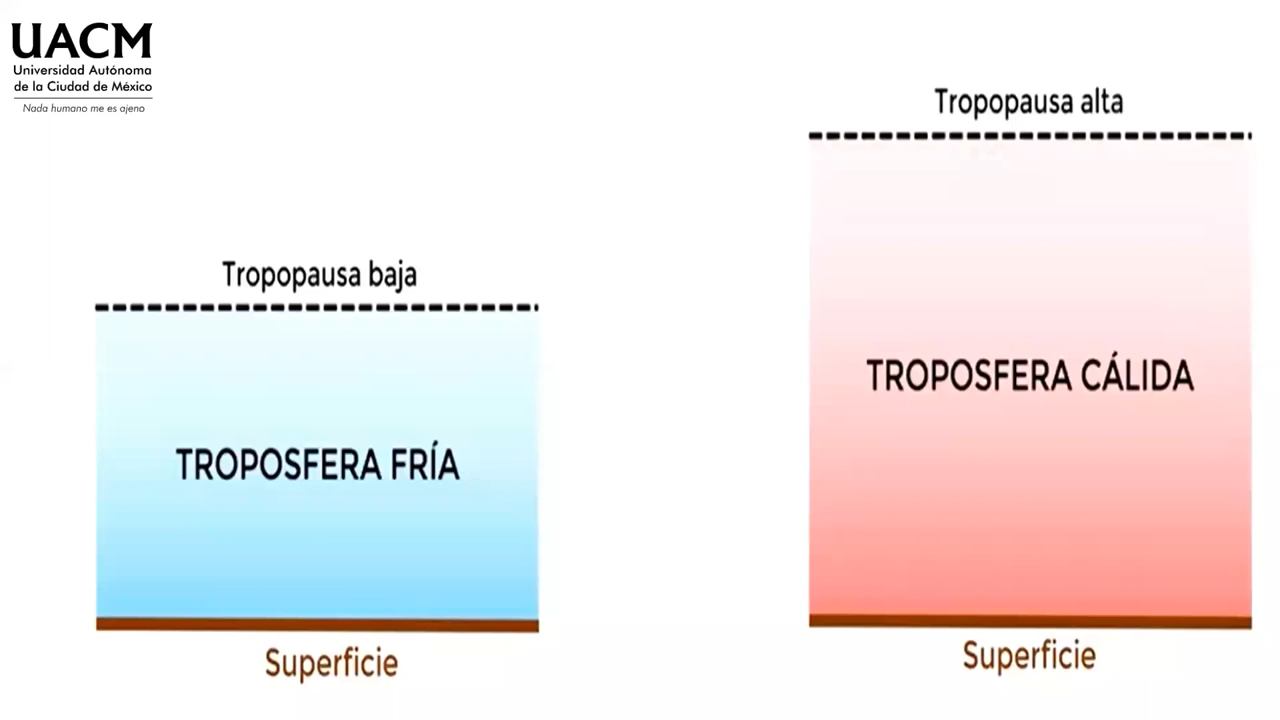 UACM
Universidad Autónoma
de la Ciudad de México
Nada humano me es ajeno
Tropopausa baja
TROPOSFERA FRÍA
Superficie
Tropopausa alta
TROPOSFERA CÁLIDA
Superficie